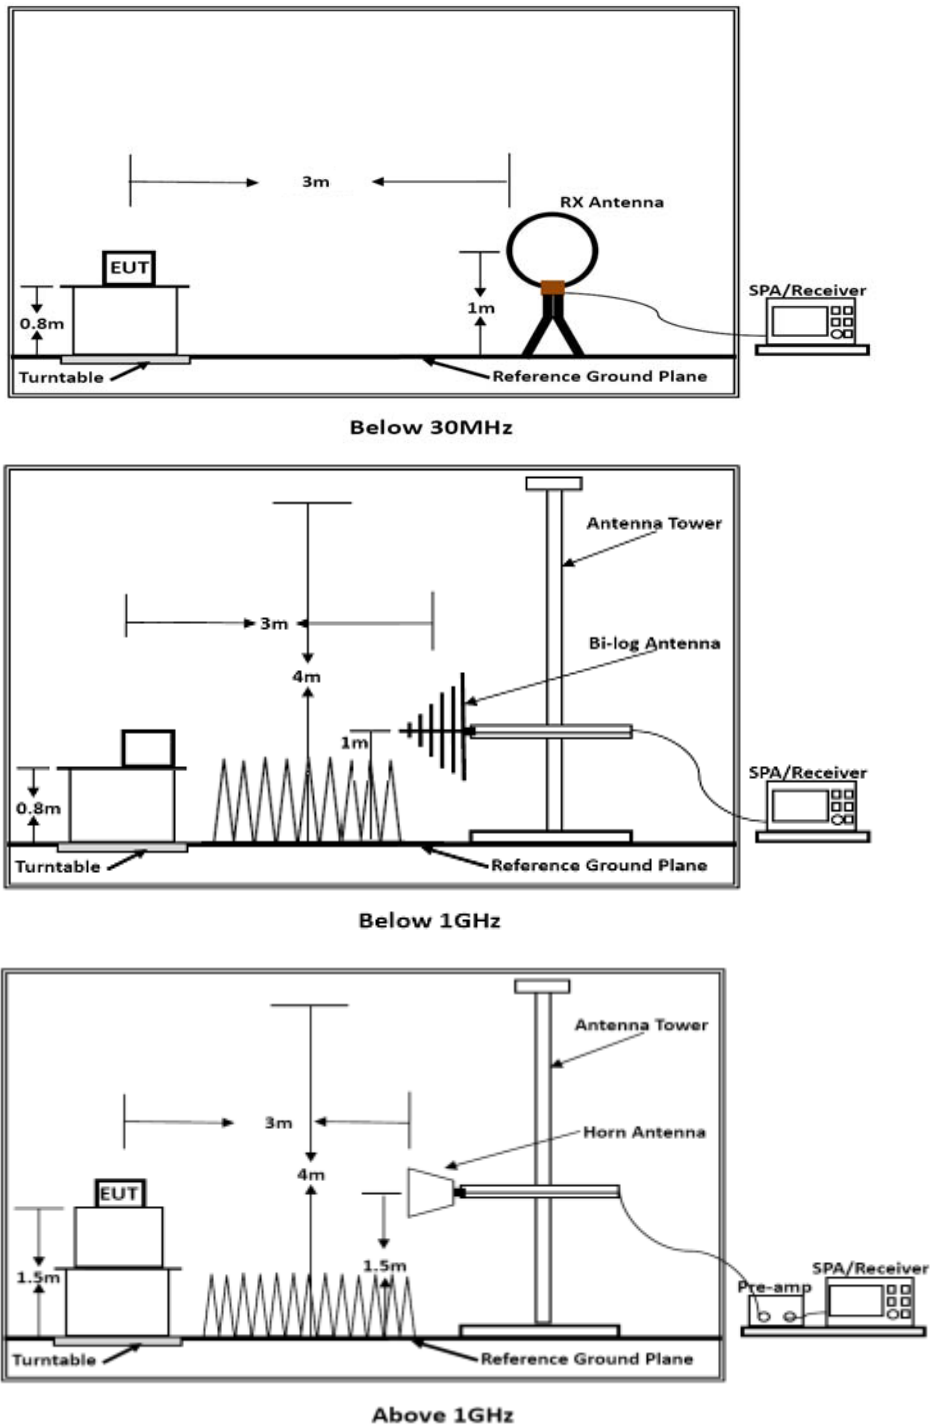 3m
RX Antenna
EUT
SPA/Receiver
1m
0.8m
Turntable
Reference Ground Plane
Below 30MHz
Antenna Tower
3m
Bi-log Antenna
4m
1m
SPA/Receiver
0.8m
Turntable
Reference Ground Plane
Below 1GHz
Antenna Tower
3m
Horn Antenna
4m
EUT
1.5m
1.5m
SPA/Receiver
Pre-amp
Turntable
Reference Ground Plane
Above 1GHz